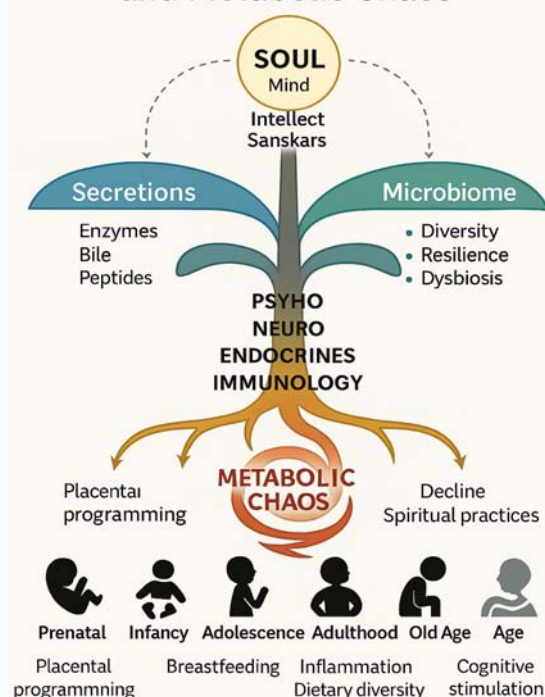 SOUL
Mind
Intellect
Sanskars
Secretions
Microbiome
Enzymes
Bile
Peptides
• Diversity
• Resilience
• Dysbiosis
PSYHO
NEURO
ENDOCRINES
IMMUNOLOGY
METABOLIC
CHAOS
Placentaı
programming
Decline
Spiritual practices
Prenatal Infancy Adolescence Adulthood Old Age Age
Placental
programmning
Breastfeeding
Inflammation
Dietary diversity
Cognitive
stimulation